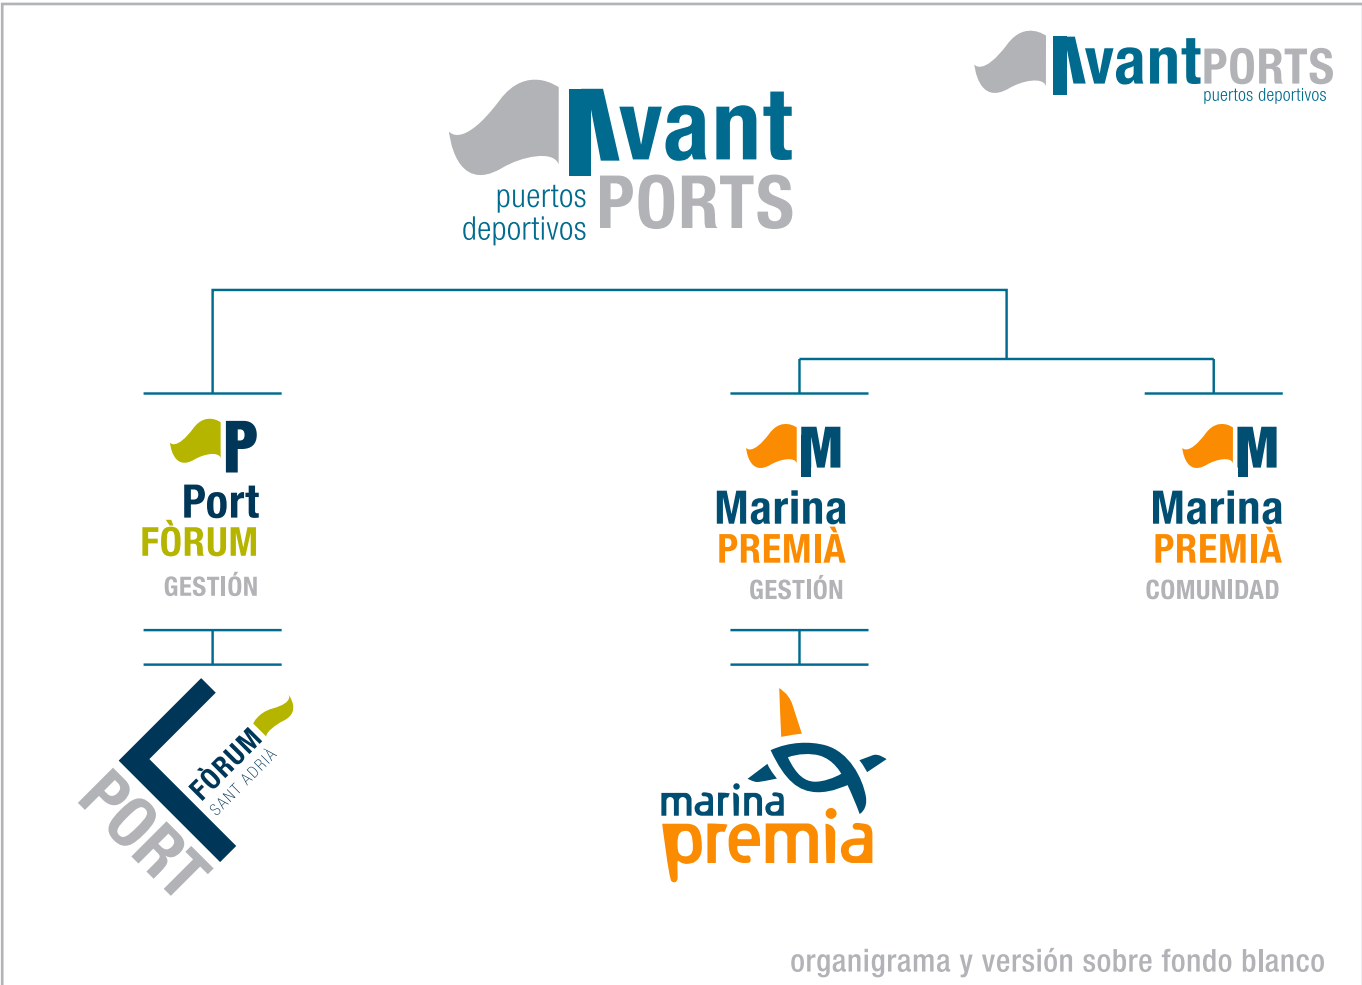 AvantPORTS
puertos deportivos
Avant
puertos
deportivos
PORTS
P
Port
FÒRUM
GESTIÓN
M
Marina
PREMIÀ
GESTIÓN
M
Marina
PREMIÀ
COMUNIDAD
PORT
FÒRUM
SANT ADRIÀ
marina
premia
organigrama y versión sobre fondo blanco